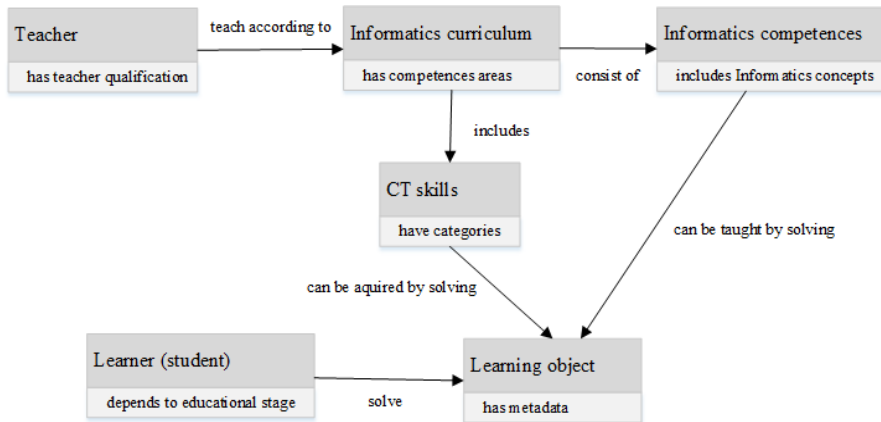 Teacher
has teacher qualification
teach according to
Informatics curriculum
has competences areas
consist of
Informatics competences
includes Informatics concepts
includes
CT skills
have categories
can be taught by solving
can be aquired by solving
Learner (student)
depends to educational stage
solve
Learning object
has metadata